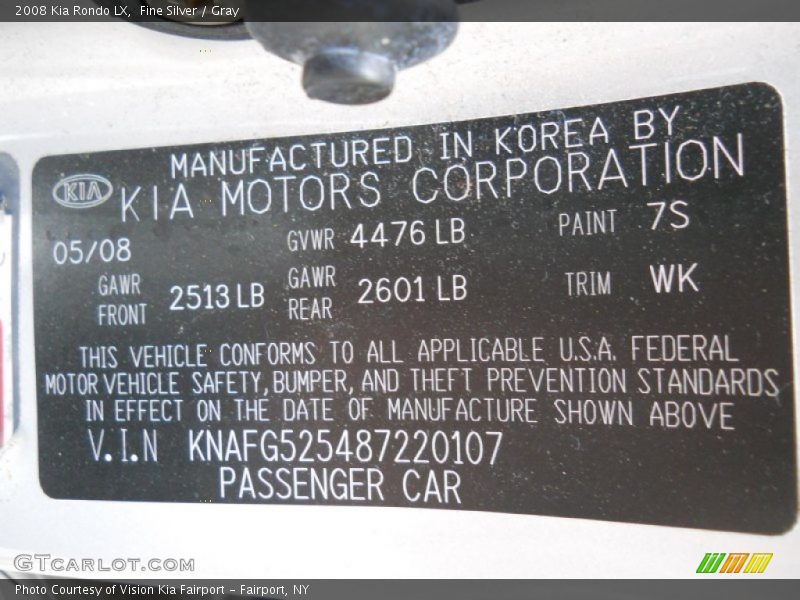 2008 Kia Rondo LX,  Fine Silver / Gray
MANUFACTURED IN KOREA BY
KIA KIA MOTORS CORPORATION
05/08 GVWR 4476 LB PAINT 7S
GAWR FRONT 2513 LB GAWR REAR 2601 LB TRIM WK
THIS VEHICLE CONFORMS TO ALL APPLICABLE U.S.A. FEDERAL
MOTOR VEHICLE SAFETY, BUMPER, AND THEFT PREVENTION STANDARDS
IN EFFECT ON THE DATE OF MANUFACTURE SHOWN ABOVE
V.I.N KNAFG525487220107
PASSENGER CAR
GTCARLOT.COM
Photo Courtesy of Vision Kia Fairport – Fairport, NY